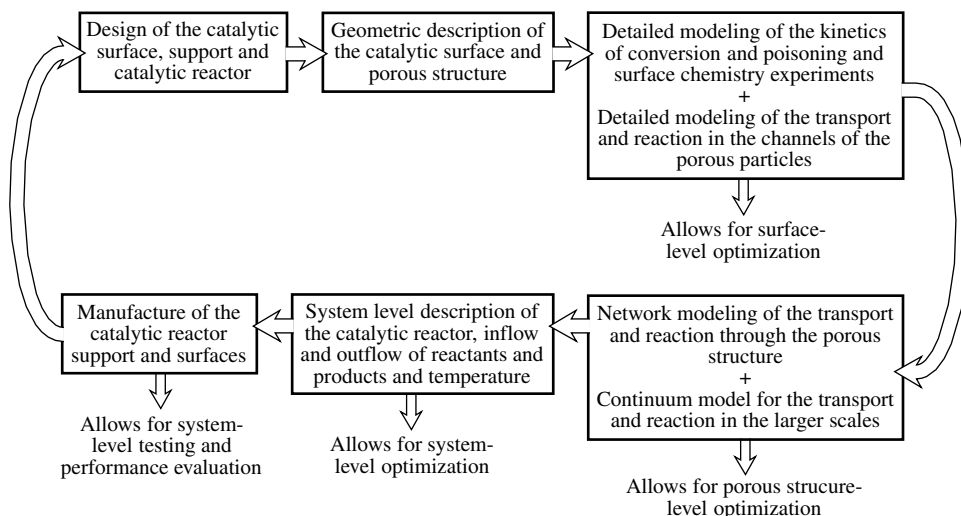 Design of the catalytic
surface, support and
catalytic reactor
Geometric description of
the catalytic surface and
porous structure
Detailed modeling of the kinetics
of conversion and poisoning and
surface chemistry experiments
+
Detailed modeling of the transport
and reaction in the channels of the
porous particles
Allows for surface-
level optimization
Network modeling of the transport
and reaction through the porous
structure
+
Continuum model for the transport
and reaction in the larger scales
Allows for porous strucure-
level optimization
System level description of
the catalytic reactor, inflow
and outflow of reactants and
products and temperature
Allows for system-
level optimization
Manufacture of the
catalytic reactor
support and surfaces
Allows for system-
level testing and
performance evaluation